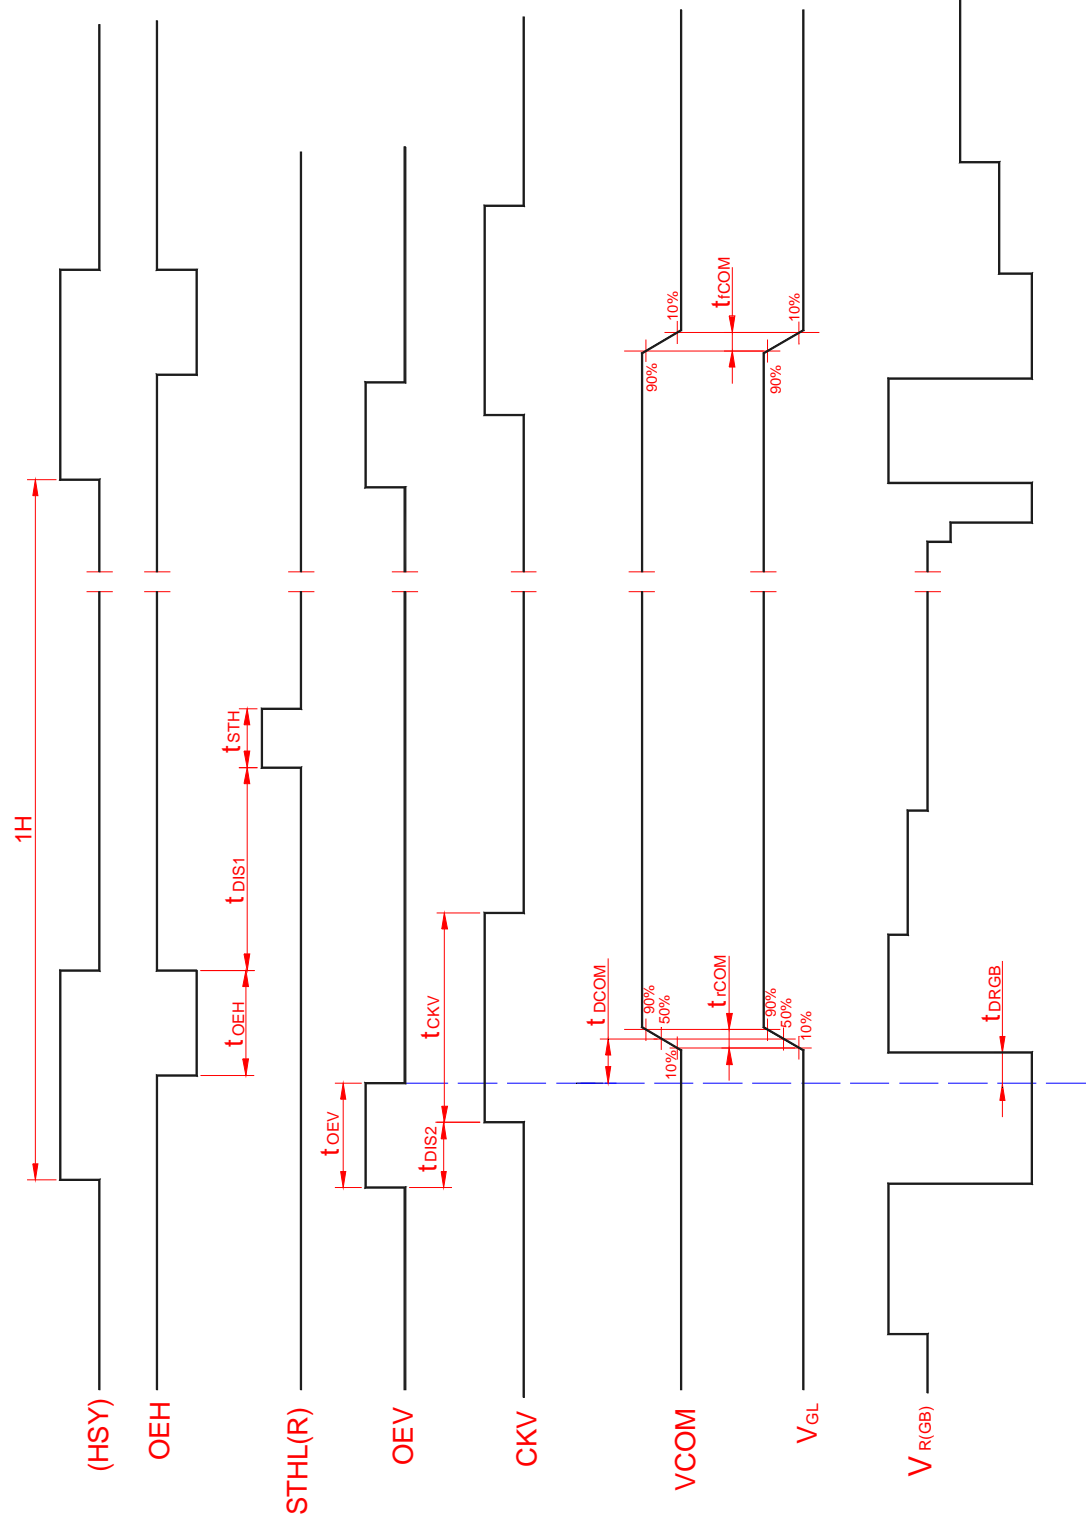 (HSY)
OEH
STHL(R)
OEV
CKV
VCOM
VGL
V R(GB)
1H
tOEH
tDIS1
tSTH
tOEV
tDIS2
tCKV
tDCOM
90%
50%
10%
trCOM
90%
50%
10%
tDRGB
90%
10%
tfCOM
90%
10%